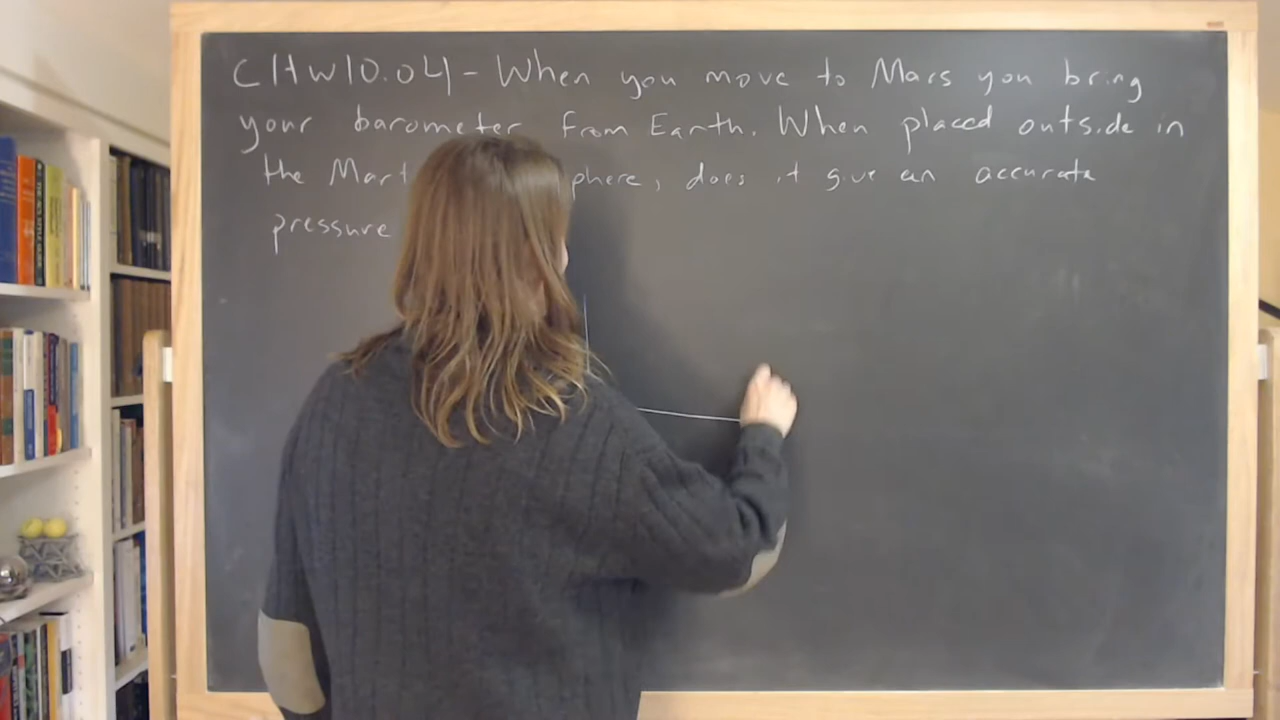 CHW10.04 - When you move to Mars you bring
your barometer from Earth. When placed outside in
the Mart phere, does it give an accurate
pressure